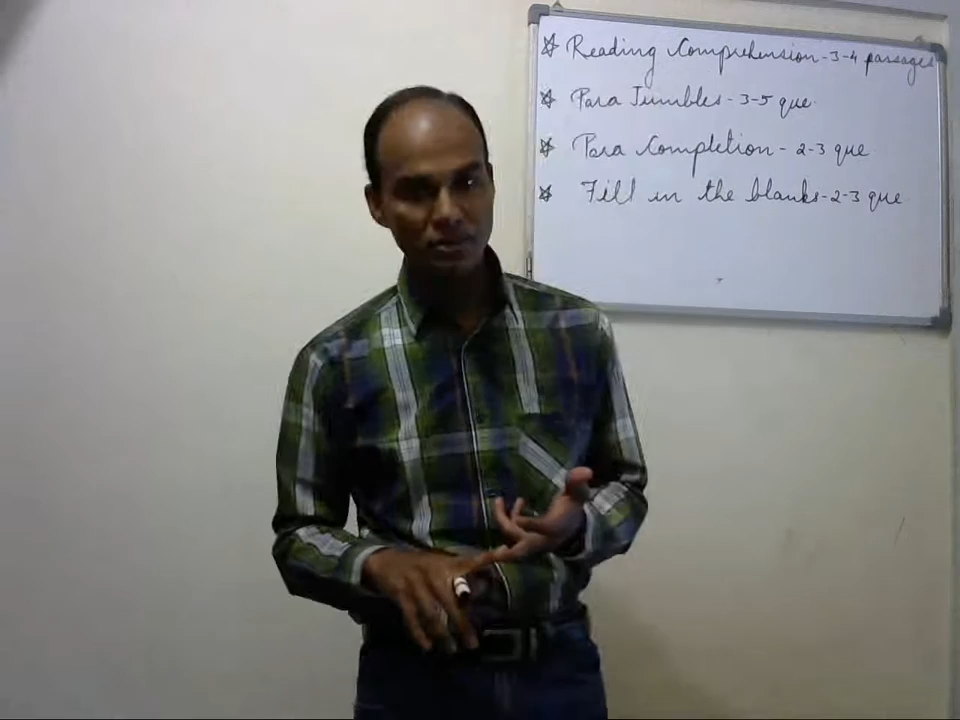 ☆ Reading Comprehension - 3-4 passages
☆ Para Jumbles - 3-5 que
☆ Para Completion - 2-3 que
☆ Fill in the blanks - 2-3 que